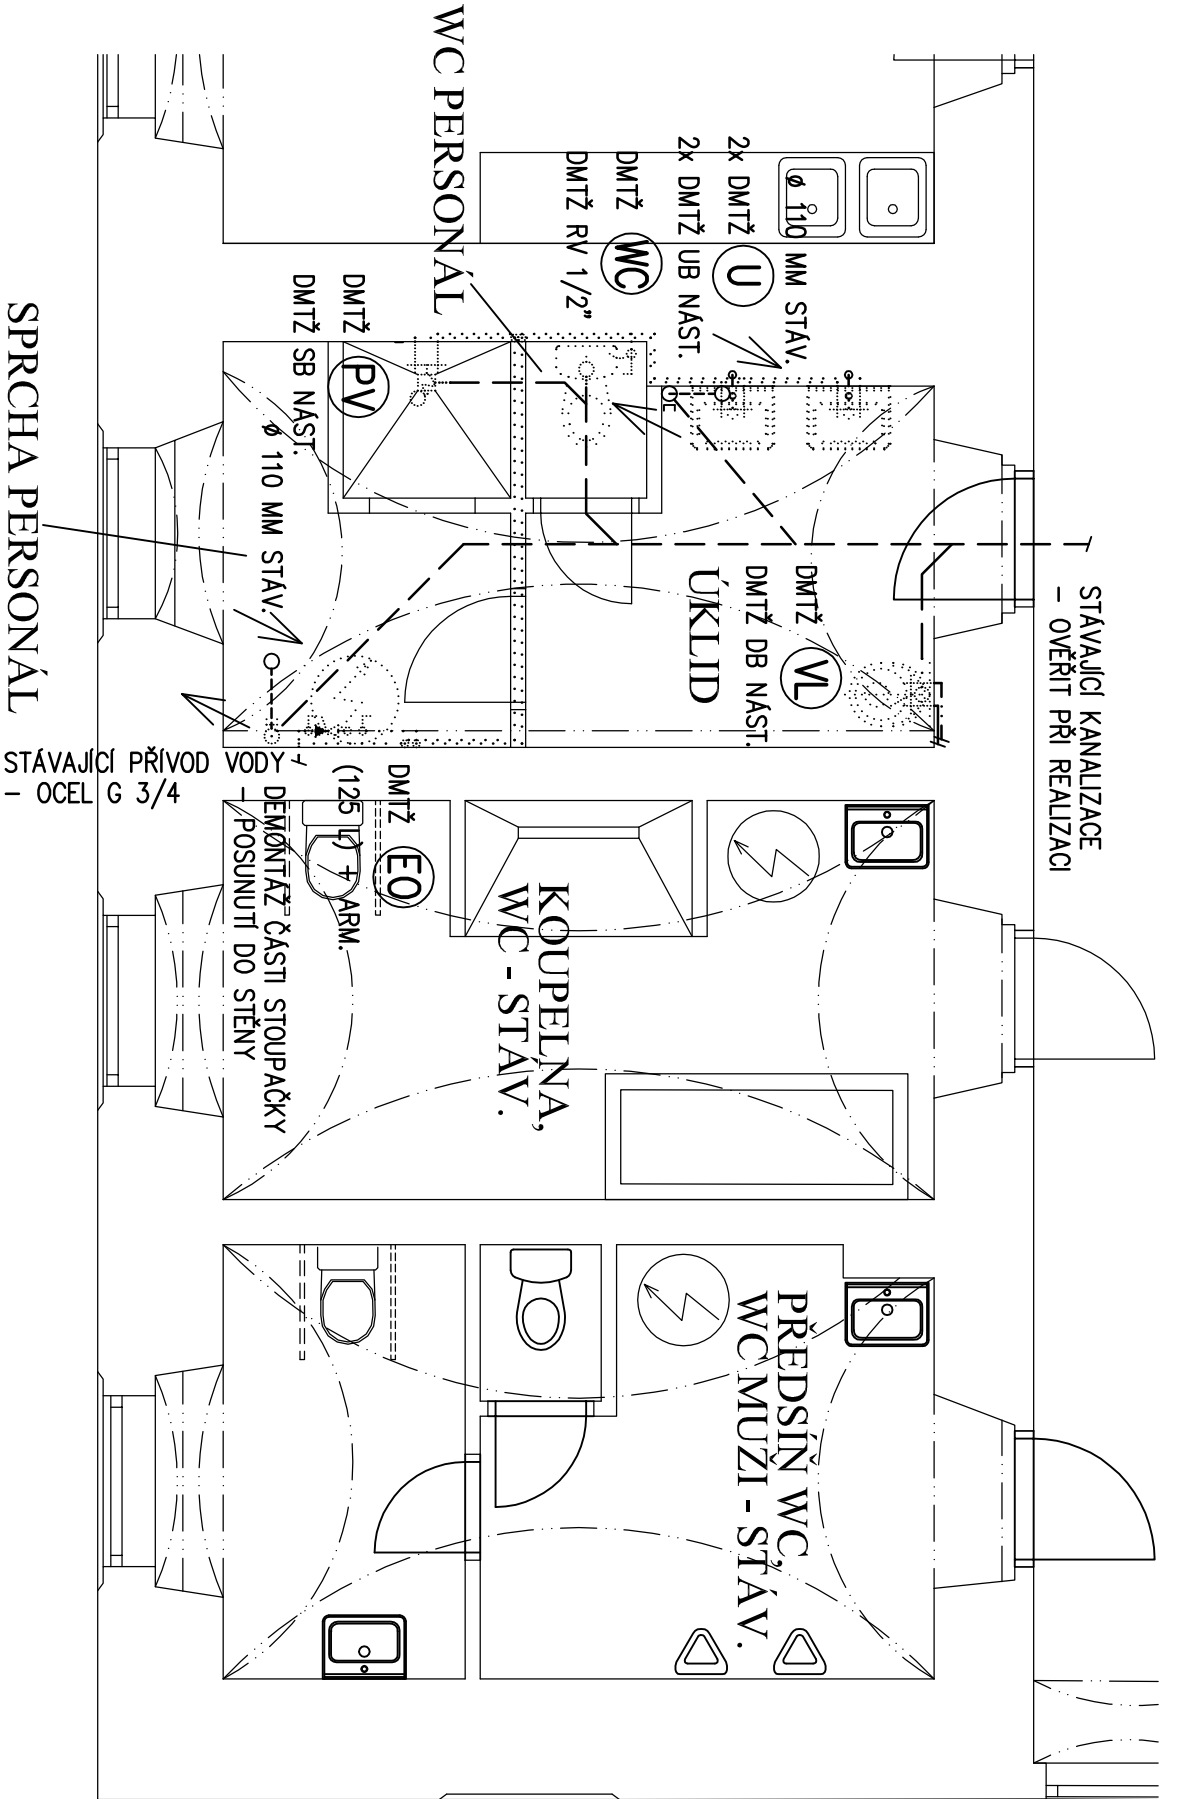 WC PERSONÁL
ø 110 MM STÁV.
2x DMTŽ U
2x DMTŽ UB NÁST.
DMTŽ WC
DMTŽ RV 1/2"
DMTŽ PV
DMTŽ SB NÁST.
ø 110 MM STÁV.
SPRCHA PERSONÁL
STÁVAJÍCÍ KANALIZACE
- OVĚŘIT PŘI REALIZACI
DMTŽ VL
DMTŽ DB NÁST.
ÚKLID
STÁVAJÍCÍ PŘÍVOD VODY
- OCEL G 3/4
DMTŽ EO
(125 L) + ARM.
DEMONTÁŽ ČÁSTI STOUPAČKY
- POSUNUTÍ DO STĚNY
KOUPELNA,
WC - STÁV.
PŘEDSÍŇ WC,
WC MUŽI - STÁV.